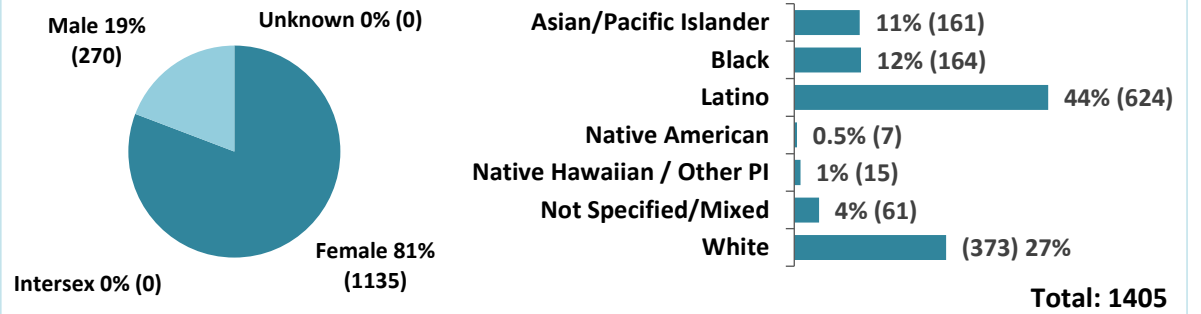 Male 19%
(270)
Unknown 0% (0)
Female 81%
(1135)
Intersex 0% (0)
Asian/Pacific Islander 11% (161)
Black 12% (164)
Latino 44% (624)
Native American 0.5% (7)
Native Hawaiian / Other PI 1% (15)
Not Specified/Mixed 4% (61)
White (373) 27%
Total: 1405